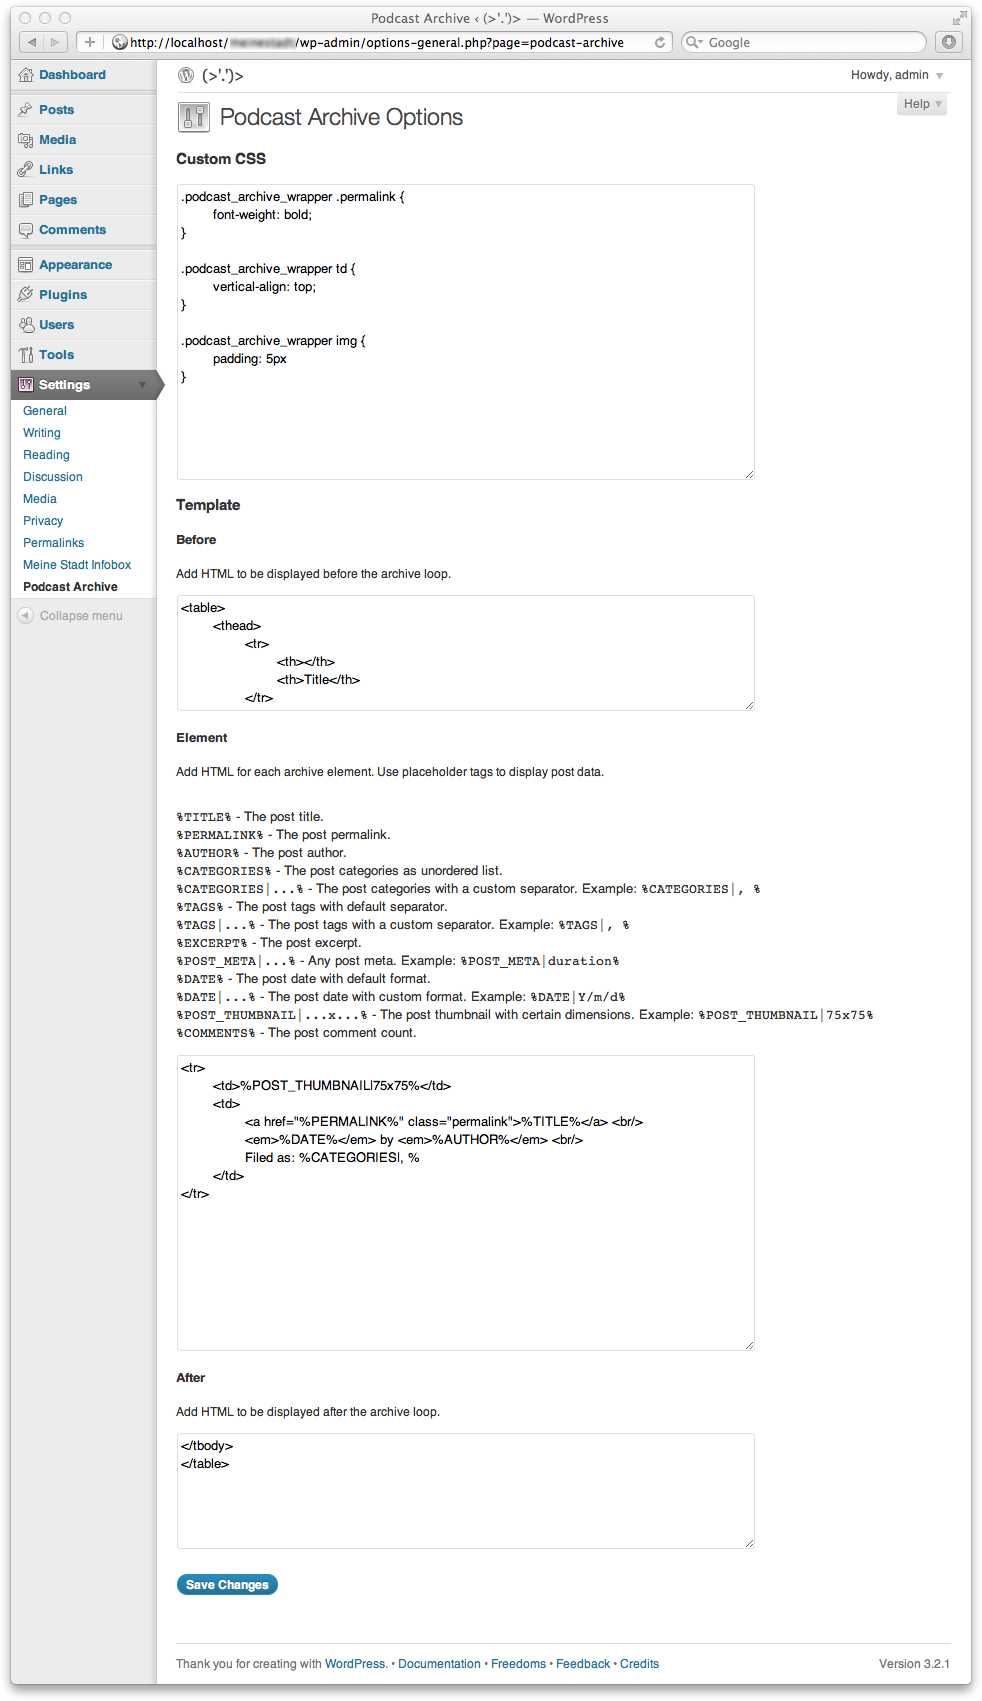 Podcast Archive ‹ (>'.')> — WordPress
http://localhost/ /wp-admin/options-general.php?page=podcast-archive
Google
Dashboard
Posts
Media
Links
Pages
Comments
Appearance
Plugins
Users
Tools
Settings
General
Writing
Reading
Discussion
Media
Privacy
Permalinks
Meine Stadt Infobox
Podcast Archive
Collapse menu
(>'.')>
Howdy, admin
Help
Podcast Archive Options
Custom CSS
.podcast_archive_wrapper .permalink {
font-weight: bold;
}
.podcast_archive_wrapper td {
vertical-align: top;
}
.podcast_archive_wrapper img {
padding: 5px
}
Template
Before
Add HTML to be displayed before the archive loop.
<table>
<thead>
<tr>
<th></th>
<th>Title</th>
</tr>
Element
Add HTML for each archive element. Use placeholder tags to display post data.
%TITLE% - The post title.
%PERMALINK% - The post permalink.
%AUTHOR% - The post author.
%CATEGORIES% - The post categories as unordered list.
%CATEGORIES|...% - The post categories with a custom separator. Example: %CATEGORIES|, %
%TAGS% - The post tags with default separator.
%TAGS|...% - The post tags with a custom separator. Example: %TAGS|, %
%EXCERPT% - The post excerpt.
%POST_META|...% - Any post meta. Example: %POST_META|duration%
%DATE% - The post date with default format.
%DATE|...% - The post date with custom format. Example: %DATE|Y/m/d%
%POST_THUMBNAIL|...x...% - The post thumbnail with certain dimensions. Example: %POST_THUMBNAIL|75x75%
%COMMENTS% - The post comment count.
<tr>
<td>%POST_THUMBNAIL|75x75%</td>
<td>
<a href="%PERMALINK%" class="permalink">%TITLE%</a> <br/>
<em>%DATE%</em> by <em>%AUTHOR%</em> <br/>
Filed as: %CATEGORIES|, %
</td>
</tr>
After
Add HTML to be displayed after the archive loop.
</tbody>
</table>
Save Changes
Thank you for creating with WordPress. • Documentation • Freedoms • Feedback • Credits
Version 3.2.1